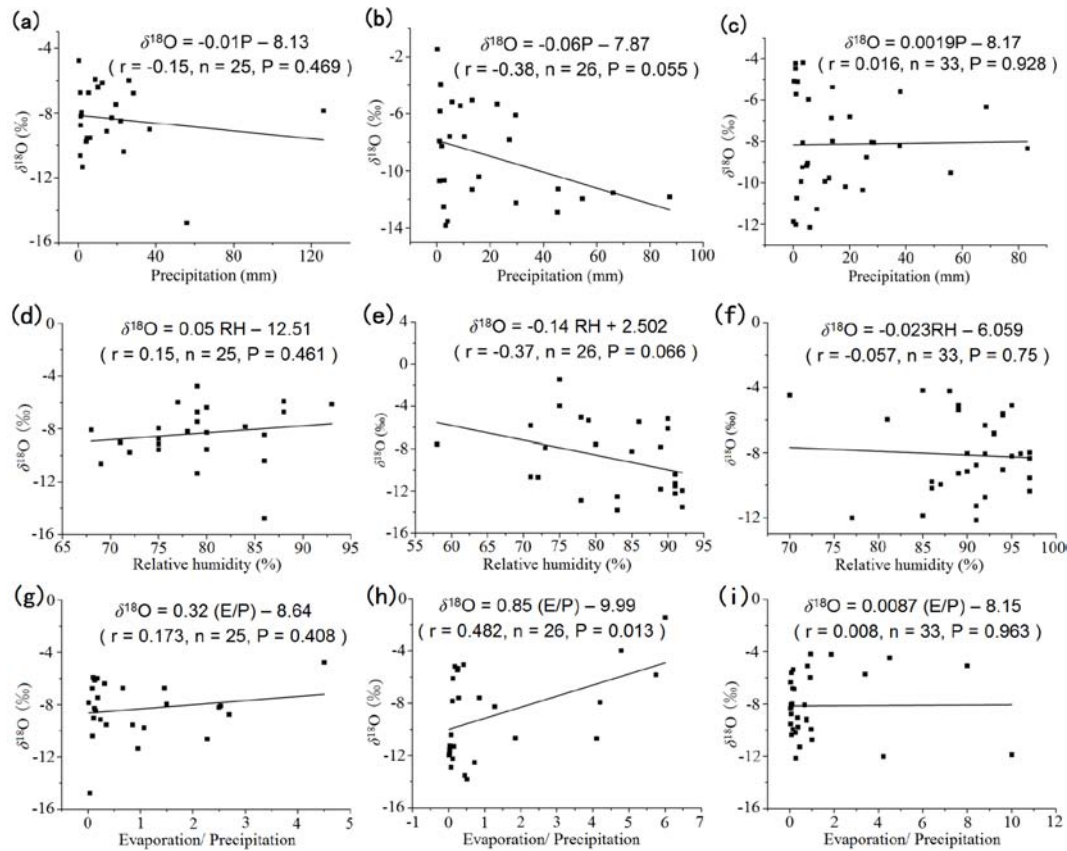 (a)
δ¹⁸O = -0.01P – 8.13
( r = -0.15, n = 25, P = 0.469 )
-4
-8
-12
-16
δ¹⁸O (‰)
0 40 80 120
Precipitation (mm)
(b)
δ¹⁸O = -0.06P – 7.87
( r = -0.38, n = 26, P = 0.055 )
-2
-4
-6
-8
-10
-12
-14
δ¹⁸O (‰)
0 20 40 60 80 100
Precipitation (mm)
(c)
δ¹⁸O = 0.0019P – 8.17
( r = 0.016, n = 33, P = 0.928 )
-4
-8
-12
δ¹⁸O (‰)
0 20 40 60 80
Precipitation (mm)
(d)
δ¹⁸O = 0.05 RH – 12.51
( r = 0.15, n = 25, P = 0.461 )
0
-4
-8
-12
-16
δ¹⁸O (‰)
65 70 75 80 85 90 95
Relative humidity (%)
(e)
δ¹⁸O = -0.14 RH + 2.502
( r = -0.37, n = 26, P = 0.066 )
4
0
-4
-8
-12
-16
δ¹⁸O (‰)
55 60 65 70 75 80 85 90 95
Relative humidity (%)
(f)
δ¹⁸O = -0.023RH – 6.059
( r = -0.057, n = 33, P = 0.75 )
0
-4
-8
-12
δ¹⁸O (‰)
70 75 80 85 90 95 100
Relative humidity (%)
(g)
δ¹⁸O = 0.32 (E/P) – 8.64
( r = 0.173, n = 25, P = 0.408 )
0
-4
-8
-12
-16
δ¹⁸O (‰)
0 1 2 3 4 5
Evaporation/ Precipitation
(h)
δ¹⁸O = 0.85 (E/P) – 9.99
( r = 0.482, n = 26, P = 0.013 )
0
-4
-8
-12
-16
δ¹⁸O (‰)
-1 0 1 2 3 4 5 6 7
Evaporation/ Precipitation
(i)
δ¹⁸O = 0.0087 (E/P) – 8.15
( r = 0.008, n = 33, P = 0.963 )
0
-4
-8
-12
-16
δ¹⁸O (‰)
0 2 4 6 8 10 12
Evaporation/ Precipitation